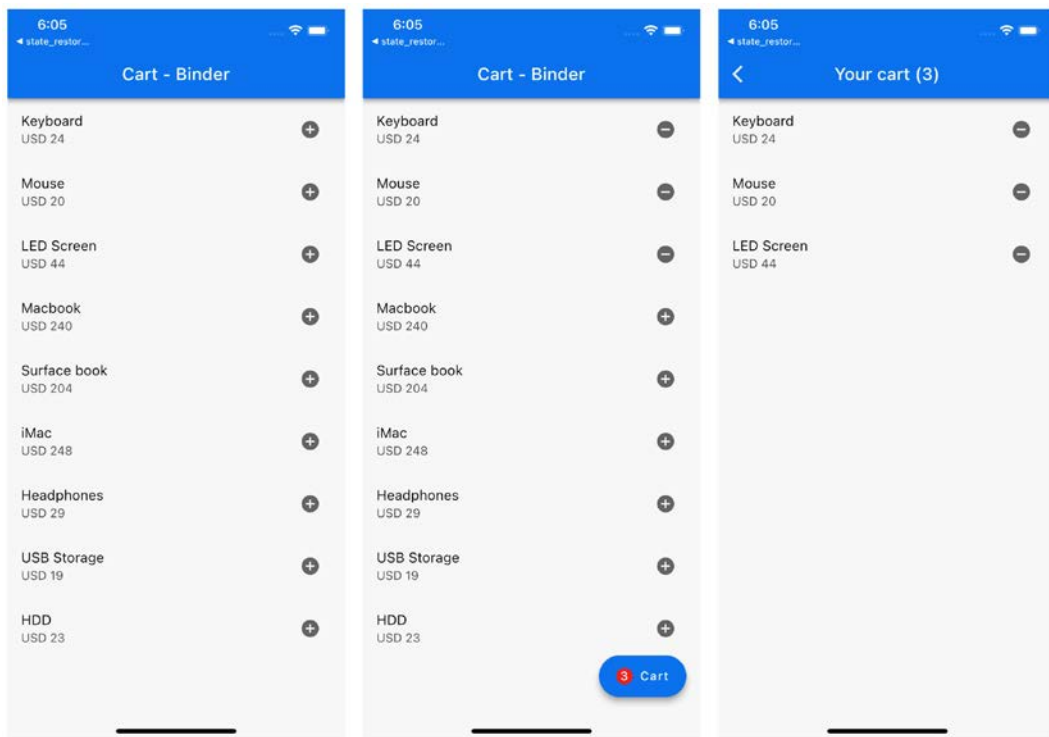 6:05
◀ state_restor...
Cart - Binder
Keyboard
USD 24
Mouse
USD 20
LED Screen
USD 44
Macbook
USD 240
Surface book
USD 204
iMac
USD 248
Headphones
USD 29
USB Storage
USD 19
HDD
USD 23
6:05
◀ state_restor...
Cart - Binder
Keyboard
USD 24
Mouse
USD 20
LED Screen
USD 44
Macbook
USD 240
Surface book
USD 204
iMac
USD 248
Headphones
USD 29
USB Storage
USD 19
HDD
USD 23
3 Cart
6:05
◀ state_restor...
Your cart (3)
Keyboard
USD 24
Mouse
USD 20
LED Screen
USD 44